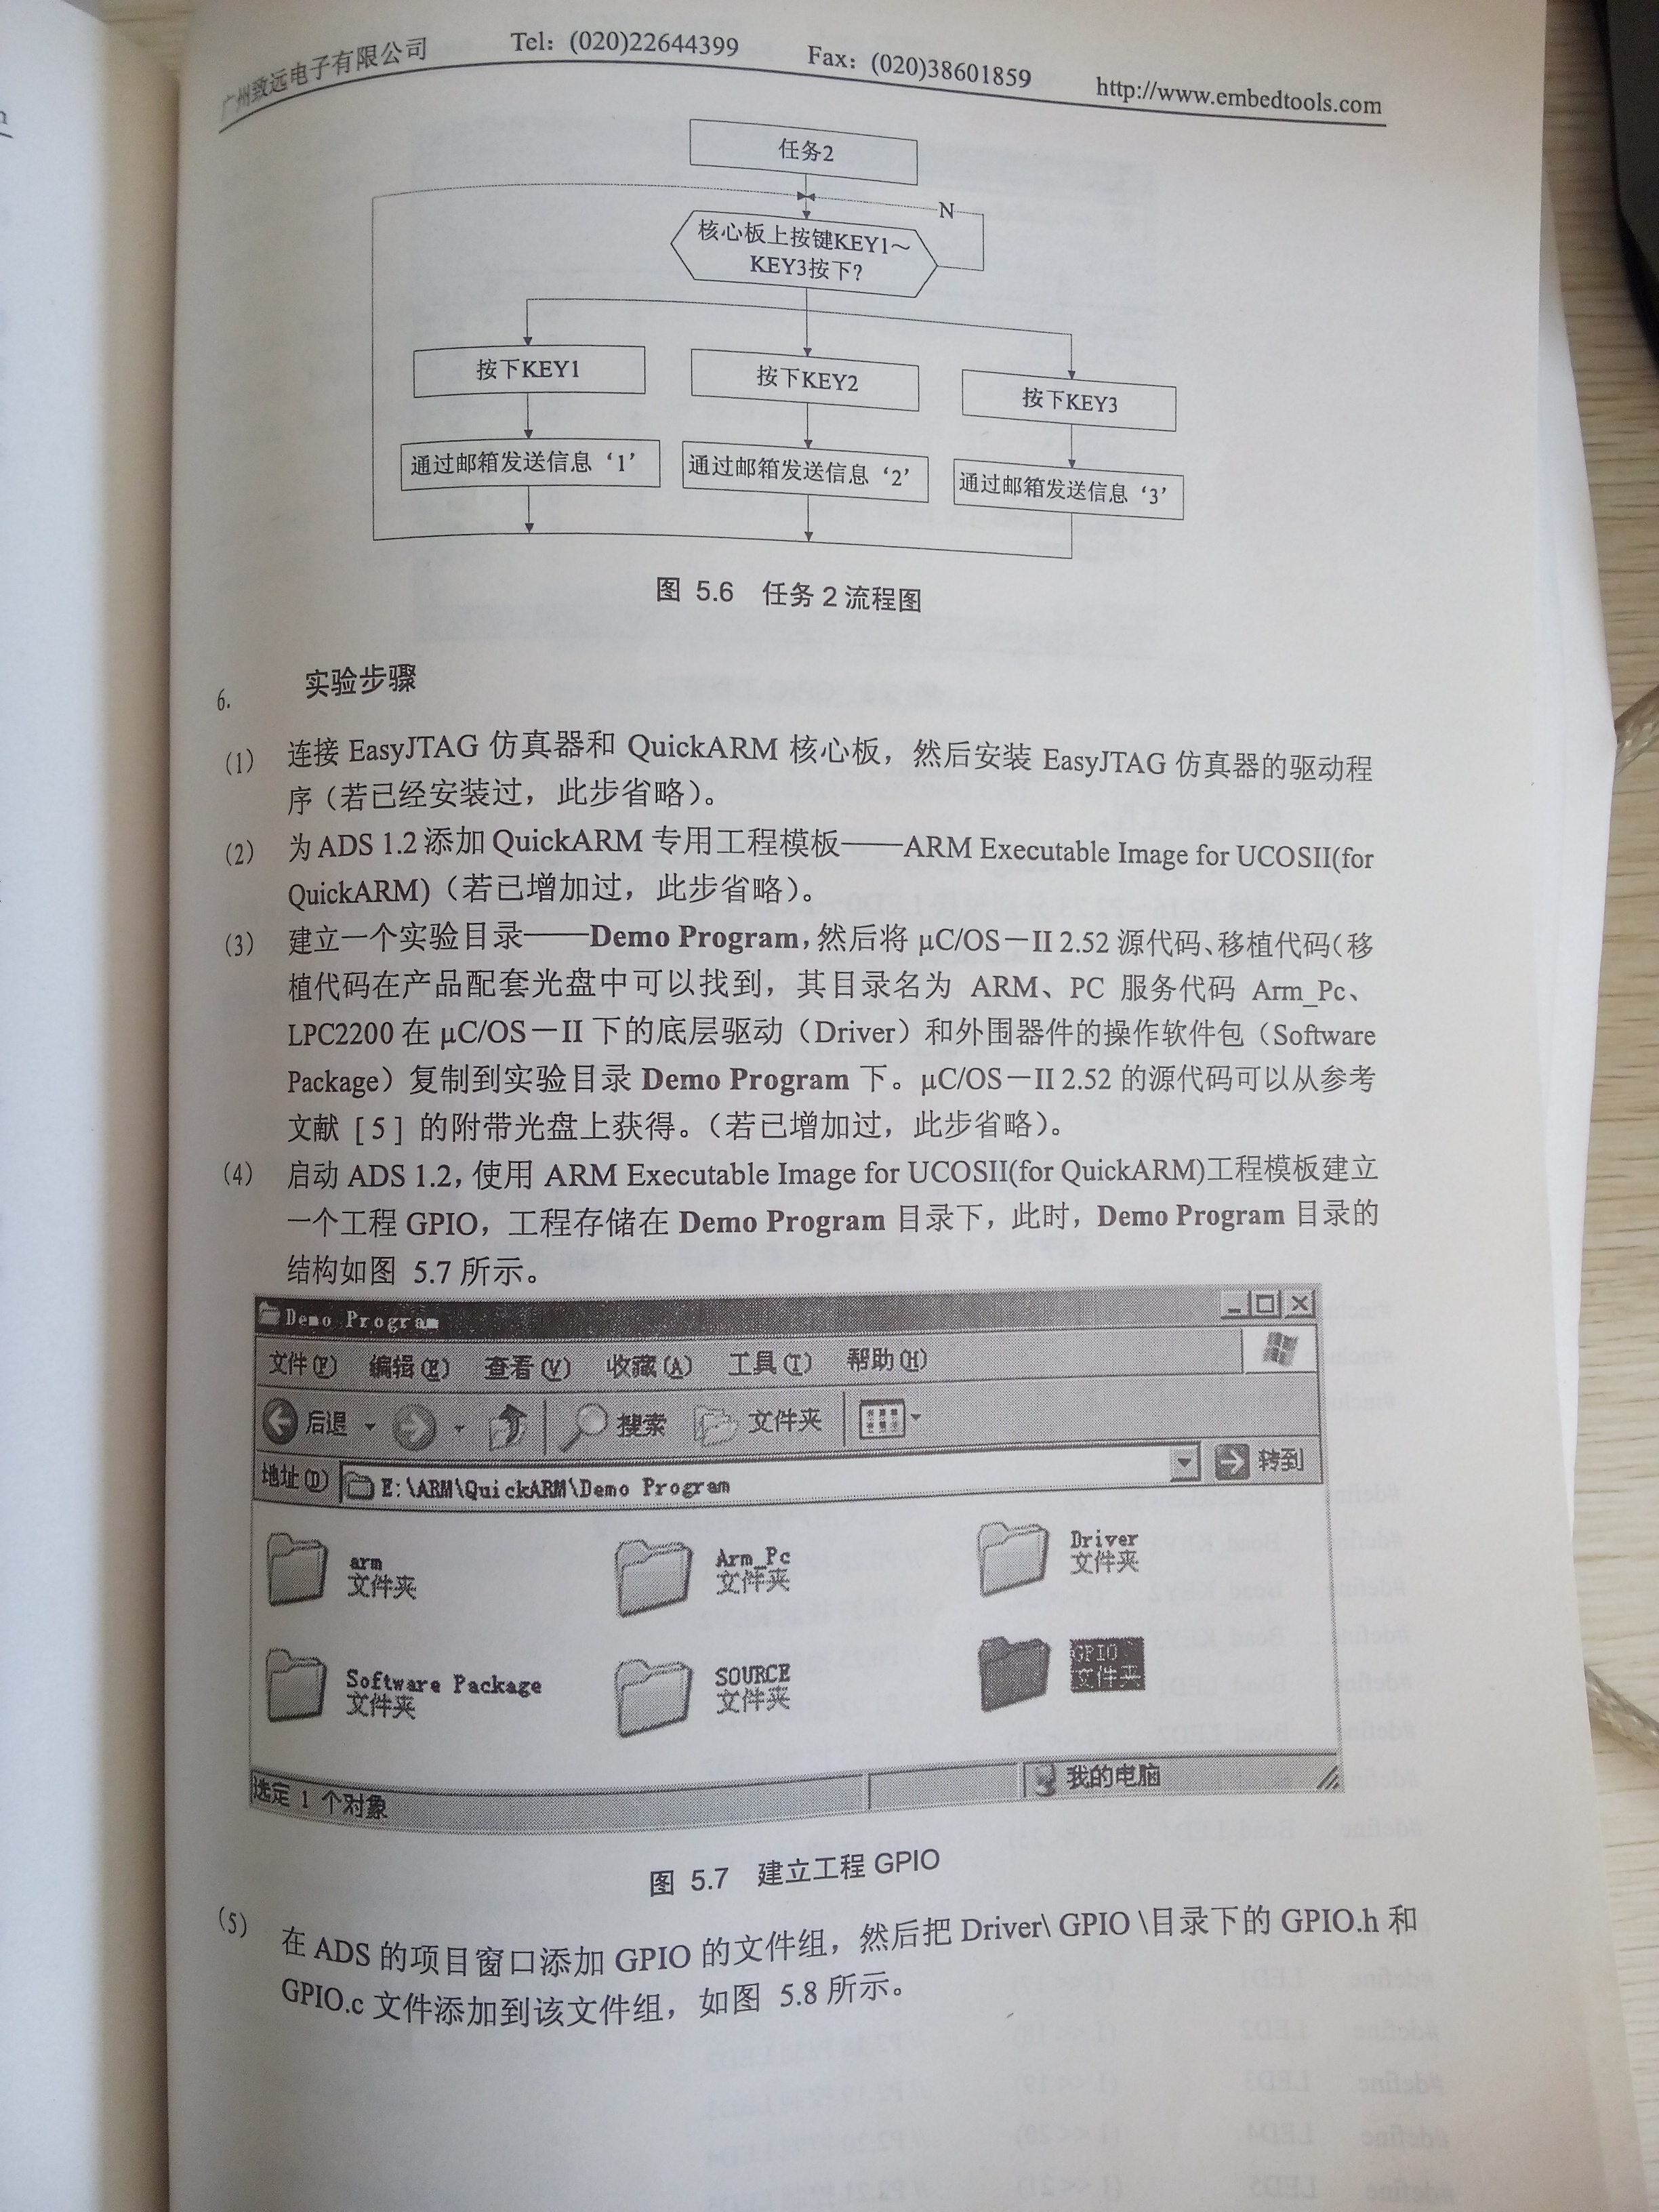 广州致远电子有限公司 Tel：(020)22644399 Fax：(020)38601859 http://www.embedtools.com
任务2
N
核心板上按键KEY1～
KEY3按下?
按下KEY1 按下KEY2 按下KEY3
通过邮箱发送信息‘1’ 通过邮箱发送信息‘2’ 通过邮箱发送信息‘3’
图 5.6 任务 2 流程图
6. 实验步骤
(1) 连接 EasyJTAG 仿真器和 QuickARM 核心板，然后安装 EasyJTAG 仿真器的驱动程
序（若已经安装过，此步省略）。
(2) 为 ADS 1.2 添加 QuickARM 专用工程模板——ARM Executable Image for UCOSII(for
QuickARM)（若已增加过，此步省略）。
(3) 建立一个实验目录——Demo Program，然后将 μC/OS－II 2.52 源代码、移植代码（移
植代码在产品配套光盘中可以找到，其目录名为 ARM、PC 服务代码 Arm_Pc、
LPC2200 在 μC/OS－II 下的底层驱动（Driver）和外围器件的操作软件包（Software
Package）复制到实验目录 Demo Program 下。μC/OS－II 2.52 的源代码可以从参考
文献［5］的附带光盘上获得。（若已增加过，此步省略）。
(4) 启动 ADS 1.2，使用 ARM Executable Image for UCOSII(for QuickARM)工程模板建立
一个工程 GPIO，工程存储在 Demo Program 目录下，此时，Demo Program 目录的
结构如图 5.7 所示。
Demo Program
文件(F) 编辑(E) 查看(V) 收藏(A) 工具(T) 帮助(H)
后退 搜索 文件夹
地址(D) E:\ARM\QuickARM\Demo Program 转到
arm Arm_Pc Driver
文件夹 文件夹 文件夹
Software Package SOURCE GPIO
文件夹 文件夹 文件夹
选定 1 个对象 我的电脑
图 5.7 建立工程 GPIO
(5) 在 ADS 的项目窗口添加 GPIO 的文件组，然后把 Driver\ GPIO \目录下的 GPIO.h 和
GPIO.c 文件添加到该文件组，如图 5.8 所示。